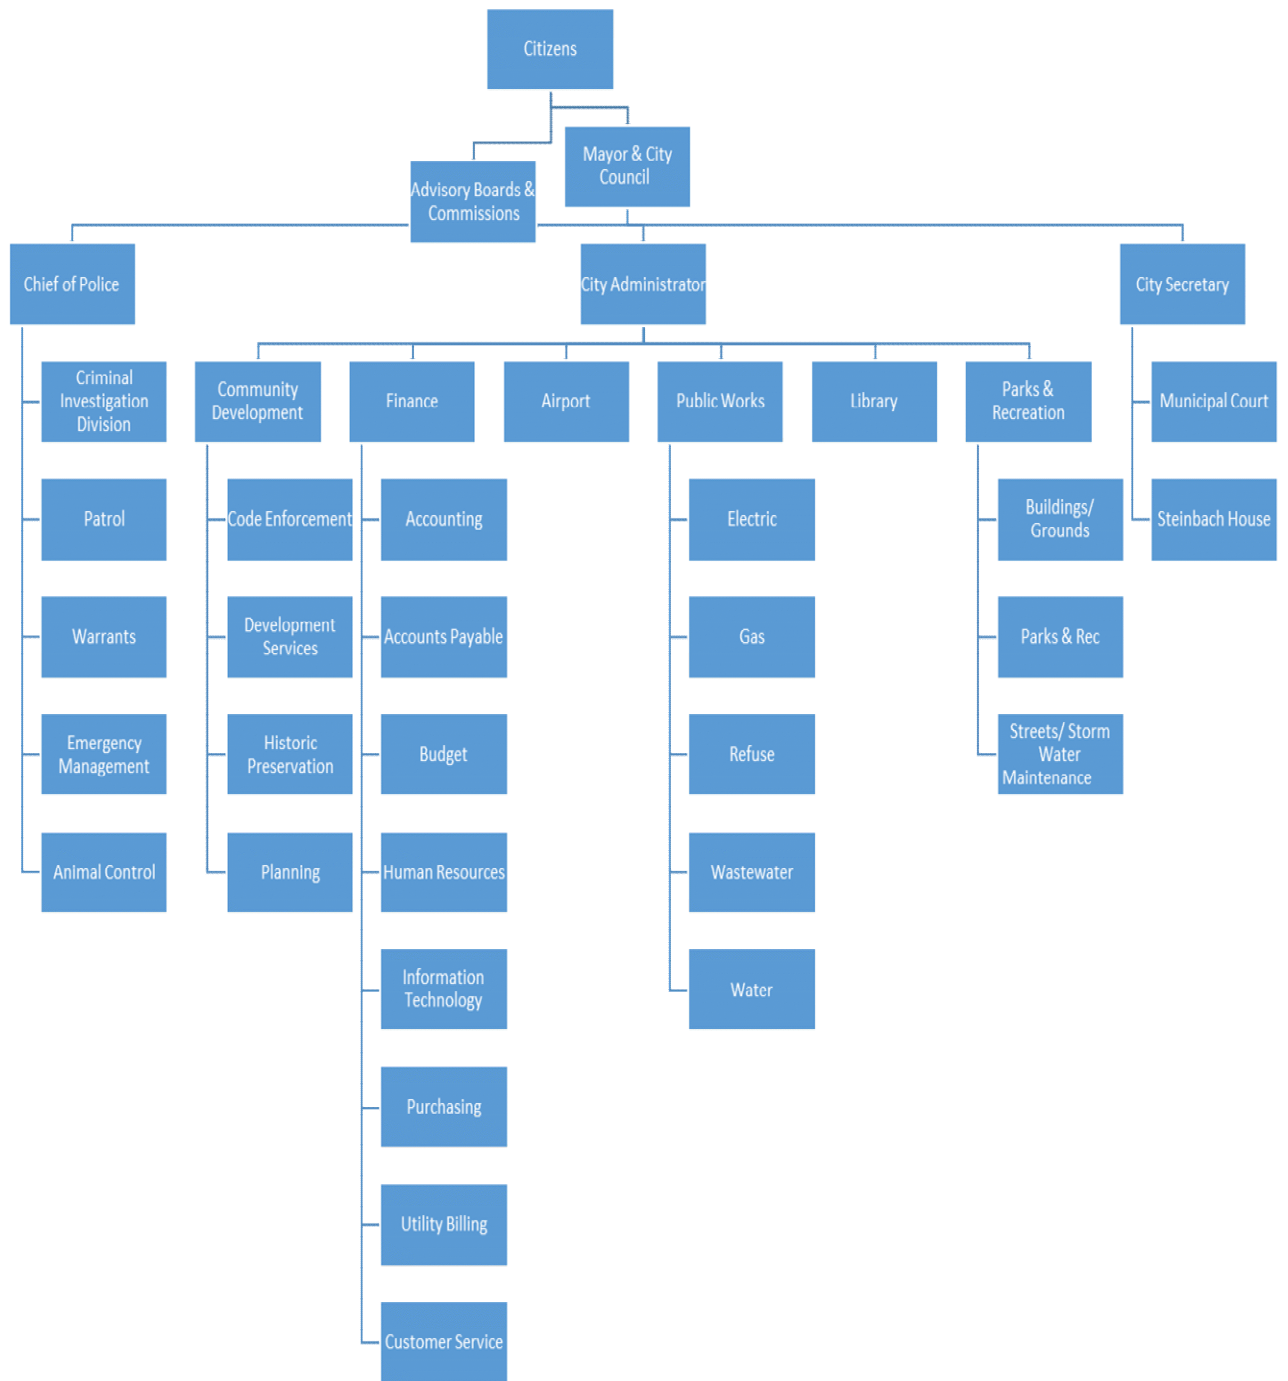 Citizens
Mayor & City
Council
Advisory Boards &
Commissions
Chief of Police
City Administrator
City Secretary
Criminal
Investigation
Division
Community
Development
Finance
Airport
Public Works
Library
Parks &
Recreation
Municipal Court
Patrol
Code Enforcement
Accounting
Electric
Buildings/
Grounds
Steinbach House
Warrants
Development
Services
Accounts Payable
Gas
Parks & Rec
Emergency
Management
Historic
Preservation
Budget
Refuse
Streets/ Storm
Water
Maintenance
Animal Control
Planning
Human Resources
Wastewater
Information
Technology
Water
Purchasing
Utility Billing
Customer Service